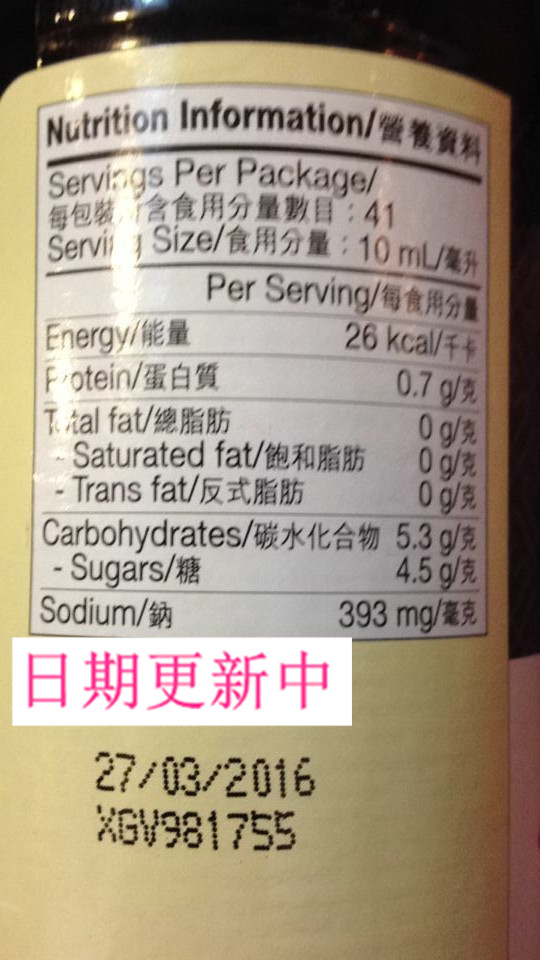 Nutrition Information/營養資料
Servings Per Package/
每包裝所含食用分量數目：41
Serving Size/食用分量：10 mL/毫升
Per Serving/每食用分量
Energy/能量 26 kcal/千卡
Protein/蛋白質 0.7 g/克
Total fat/總脂肪 0 g/克
- Saturated fat/飽和脂肪 0 g/克
- Trans fat/反式脂肪 0 g/克
Carbohydrates/碳水化合物 5.3 g/克
- Sugars/糖 4.5 g/克
Sodium/鈉 393 mg/毫克
日期更新中
27/03/2016
XGV981755